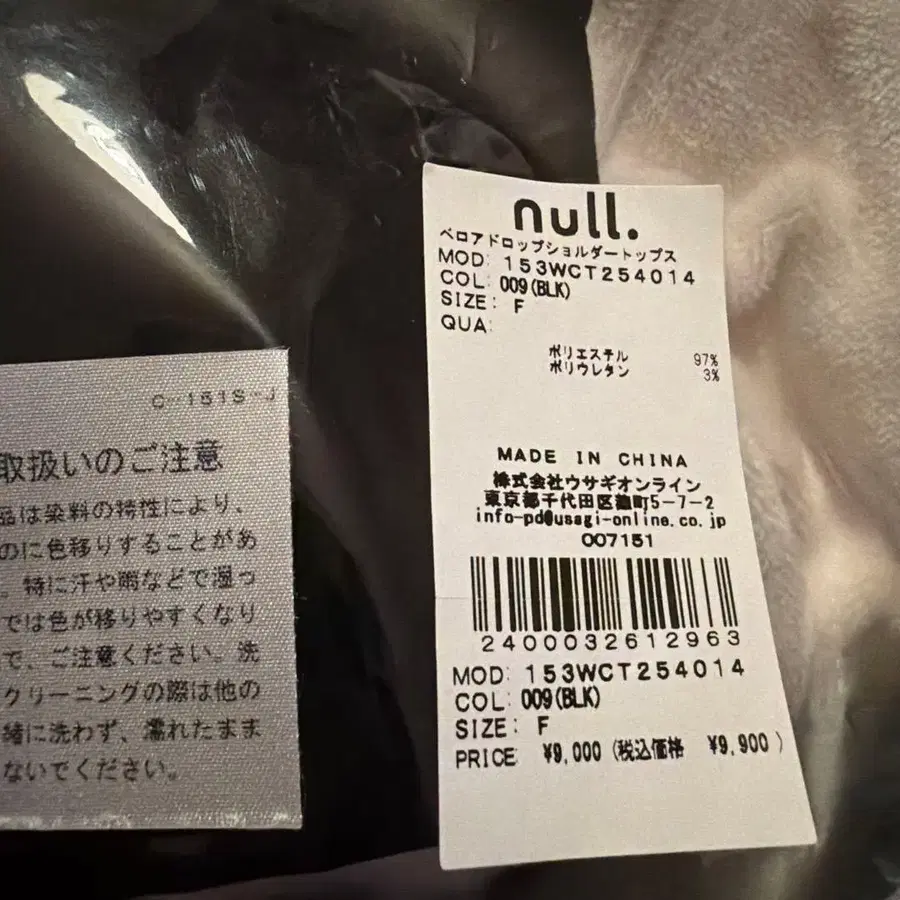 C-151S-J
取扱いのご注意
品は染料の特性により、
のに色移りすることがあ
。特に汗や雨などで湿っ
では色が移りやすくなり
で、ご注意ください。洗
クリーニングの際は他の
緒に洗わず、濡れたまま
ないでください。
null.
ベロアドロップショルダートップス
MOD: 153WCT254014
COL: 009(BLK)
SIZE: F
QUA:
ポリエステル 97%
ポリウレタン 3%
MADE IN CHINA
株式会社ウサギオンライン
東京都千代田区麹町5-7-2
info-pd@usagi-online.co.jp
007151
2400032612963
MOD: 153WCT254014
COL: 009(BLK)
SIZE: F
PRICE ¥9,000 (税込価格 ¥9,900 )